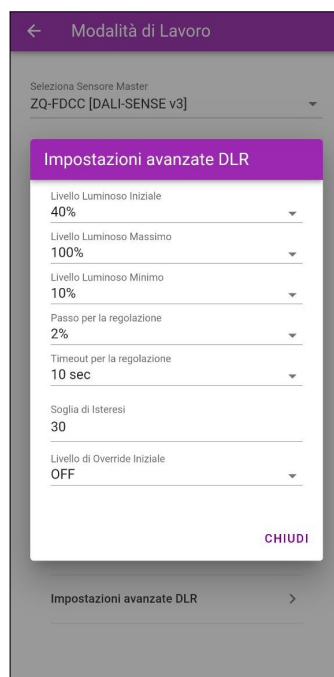 Modalità di Lavoro
Seleziona Sensore Master
ZQ-FDCC [DALI-SENSE v3]
Impostazioni avanzate DLR
Livello Luminoso Iniziale
40%
Livello Luminoso Massimo
100%
Livello Luminoso Minimo
10%
Passo per la regolazione
2%
Timeout per la regolazione
10 sec
Soglia di Isteresi
30
Livello di Override Iniziale
OFF
CHIUDI
Impostazioni avanzate DLR